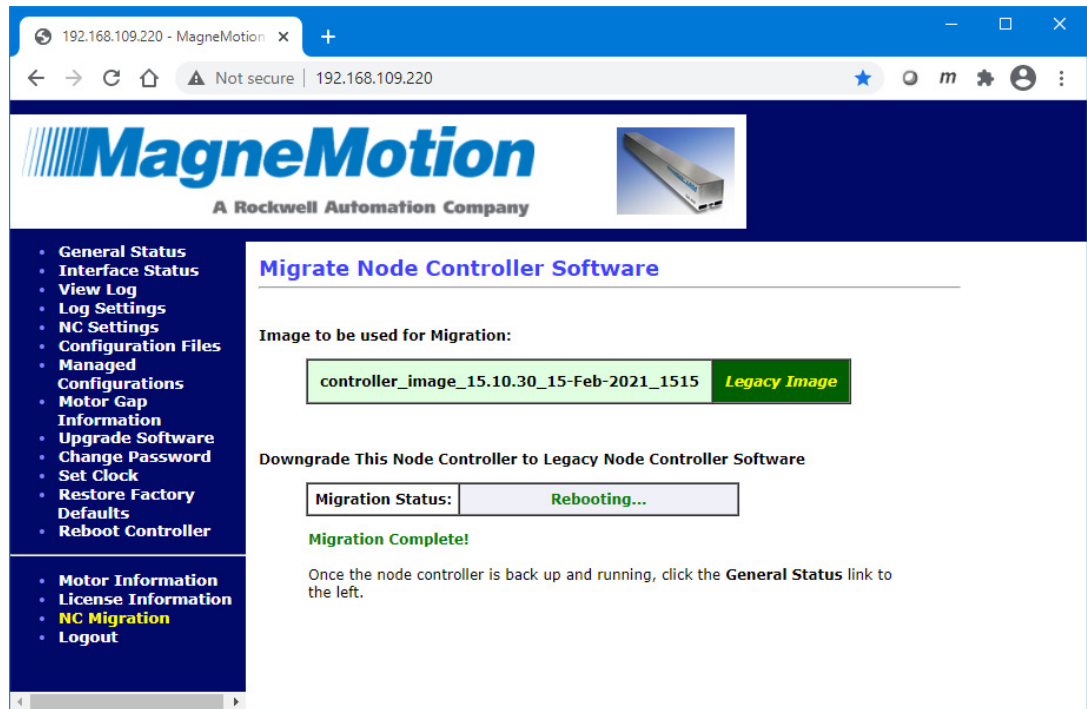 192.168.109.220 - MagneMotion
Not secure | 192.168.109.220
m
MagneMotion
A Rockwell Automation Company
General Status
Interface Status
View Log
Log Settings
NC Settings
Configuration Files
Managed
Configurations
Motor Gap
Information
Upgrade Software
Change Password
Set Clock
Restore Factory
Defaults
Reboot Controller
Motor Information
License Information
NC Migration
Logout
Migrate Node Controller Software
Image to be used for Migration:
controller_image_15.10.30_15-Feb-2021_1515 Legacy Image
Downgrade This Node Controller to Legacy Node Controller Software
Migration Status: Rebooting...
Migration Complete!
Once the node controller is back up and running, click the General Status link to
the left.